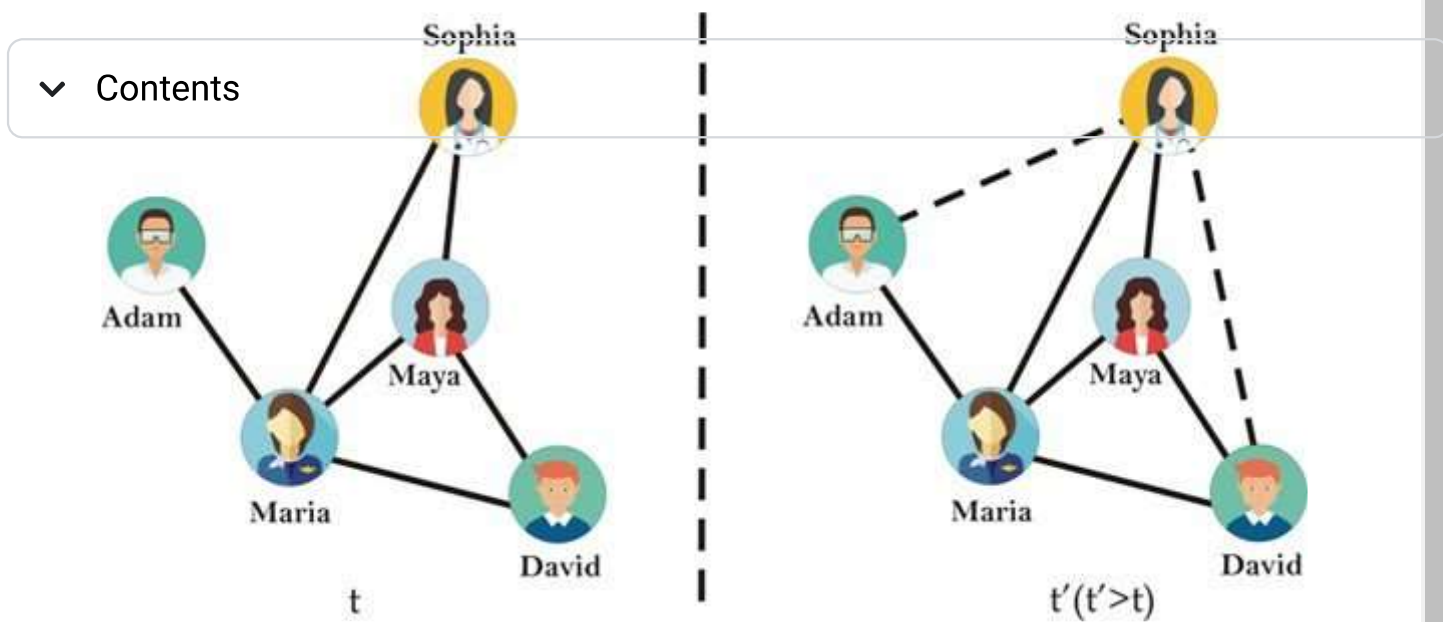 Sophia
Sophia
Contents
Adam
Adam
Maya
Maya
Maria
Maria
David
David
t
t′(t′>t)